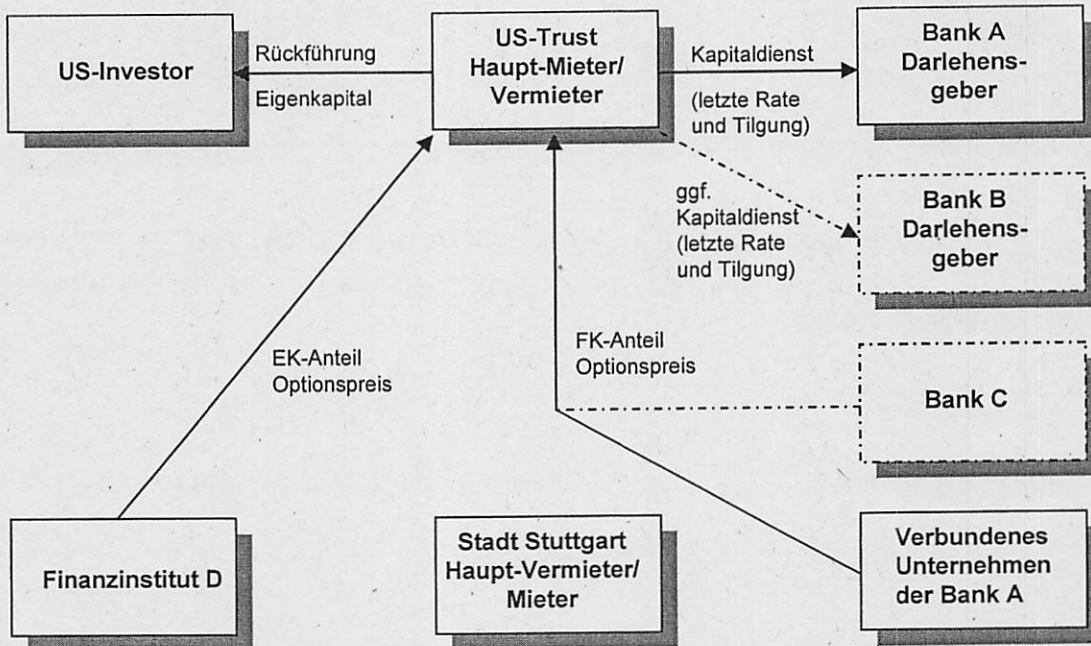 US-Investor
Rückführung
Eigenkapital
US-Trust
Haupt-Mieter/
Vermieter
Kapitaldienst
(letzte Rate
und Tilgung)
Bank A
Darlehens-
geber
ggf.
Kapitaldienst
(letzte Rate
und Tilgung)
Bank B
Darlehens-
geber
EK-Anteil
Optionspreis
FK-Anteil
Optionspreis
Bank C
Finanzinstitut D
Stadt Stuttgart
Haupt-Vermieter/
Mieter
Verbundenes
Unternehmen
der Bank A